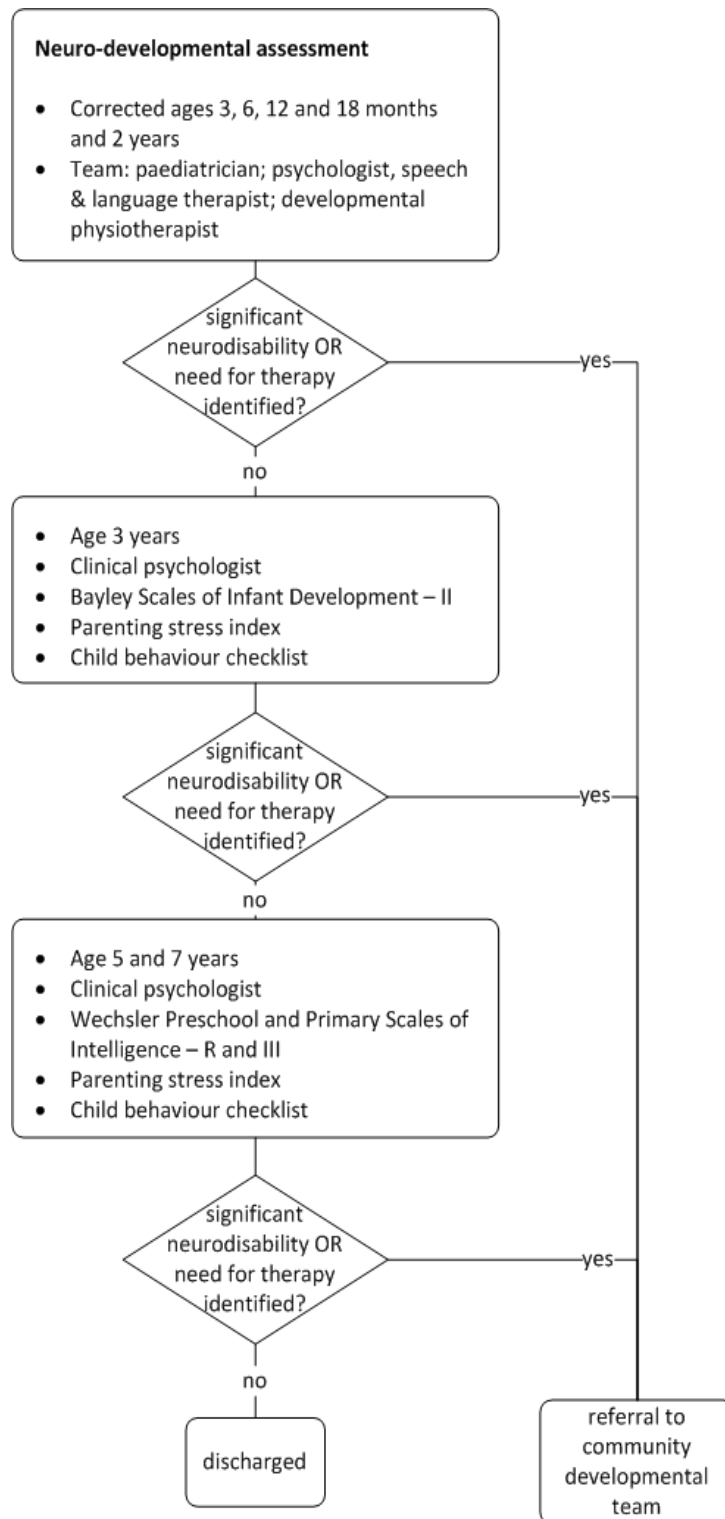 Neuro-developmental assessment
• Corrected ages 3, 6, 12 and 18 months
and 2 years
• Team: paediatrician; psychologist, speech
& language therapist; developmental
physiotherapist
significant
neurodisability OR
need for therapy
identified?
yes
no
• Age 3 years
• Clinical psychologist
• Bayley Scales of Infant Development – II
• Parenting stress index
• Child behaviour checklist
significant
neurodisability OR
need for therapy
identified?
yes
no
• Age 5 and 7 years
• Clinical psychologist
• Wechsler Preschool and Primary Scales of
Intelligence – R and III
• Parenting stress index
• Child behaviour checklist
significant
neurodisability OR
need for therapy
identified?
yes
no
discharged
referral to
community
developmental
team